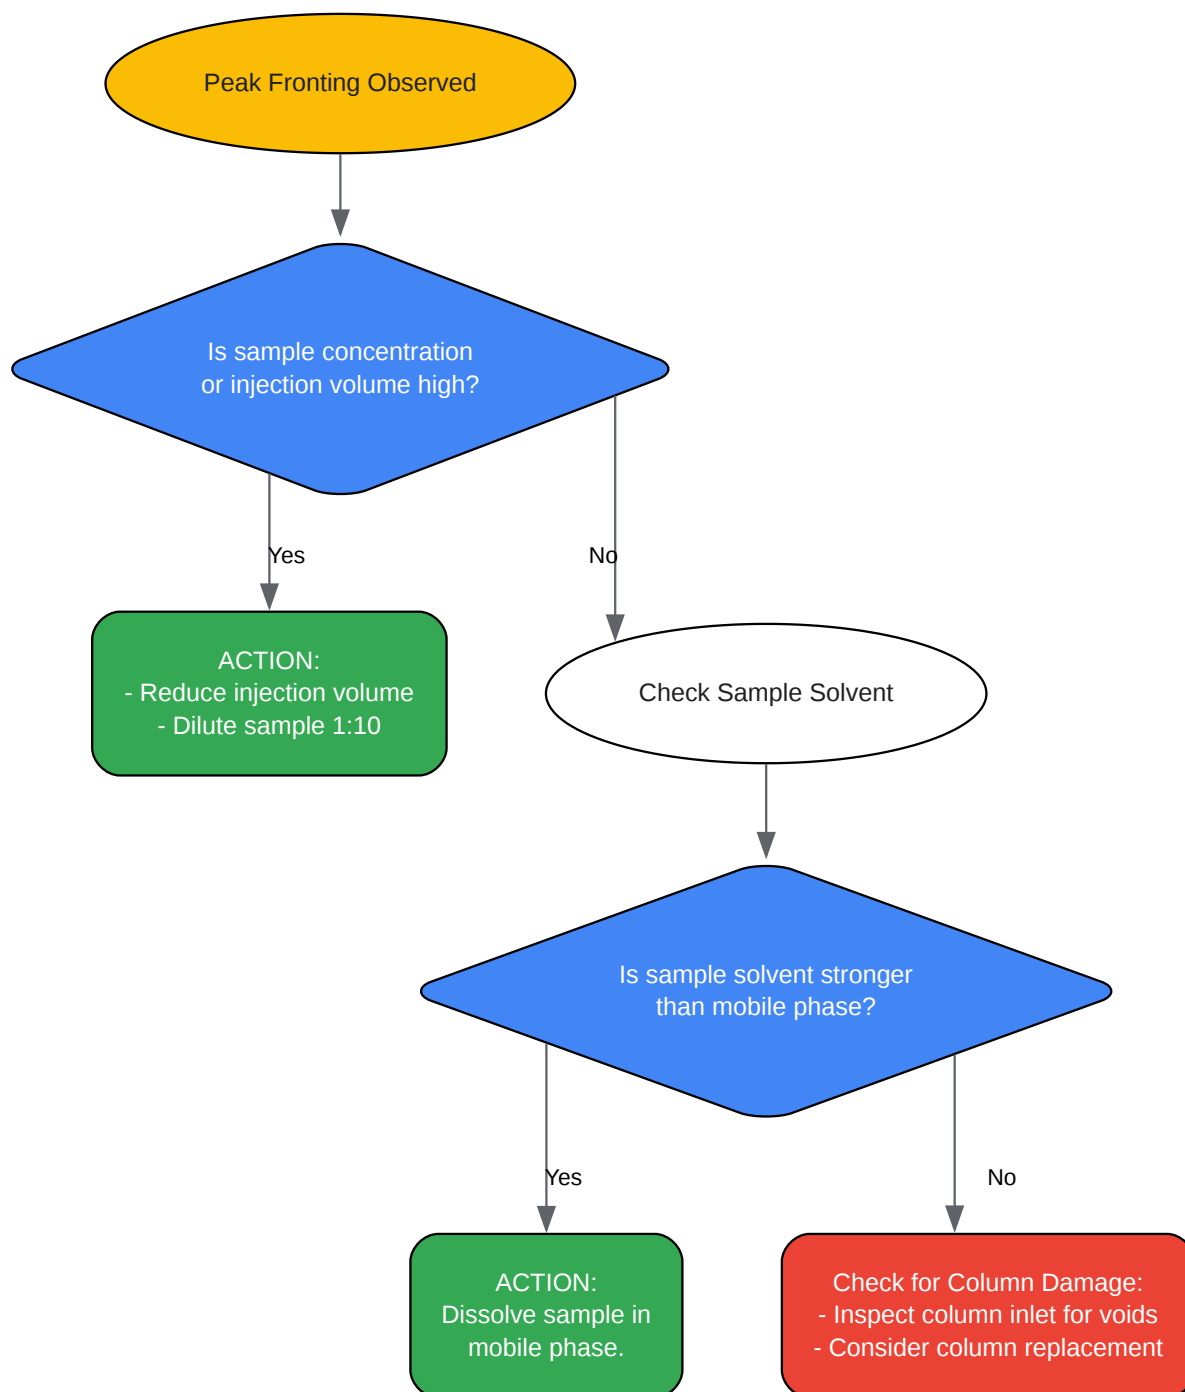 Peak Fronting Observed
Is sample concentration
or injection volume high?
Yes
No
ACTION:
- Reduce injection volume
- Dilute sample 1:10
Check Sample Solvent
Is sample solvent stronger
than mobile phase?
Yes
No
ACTION:
Dissolve sample in
mobile phase.
Check for Column Damage:
- Inspect column inlet for voids
- Consider column replacement